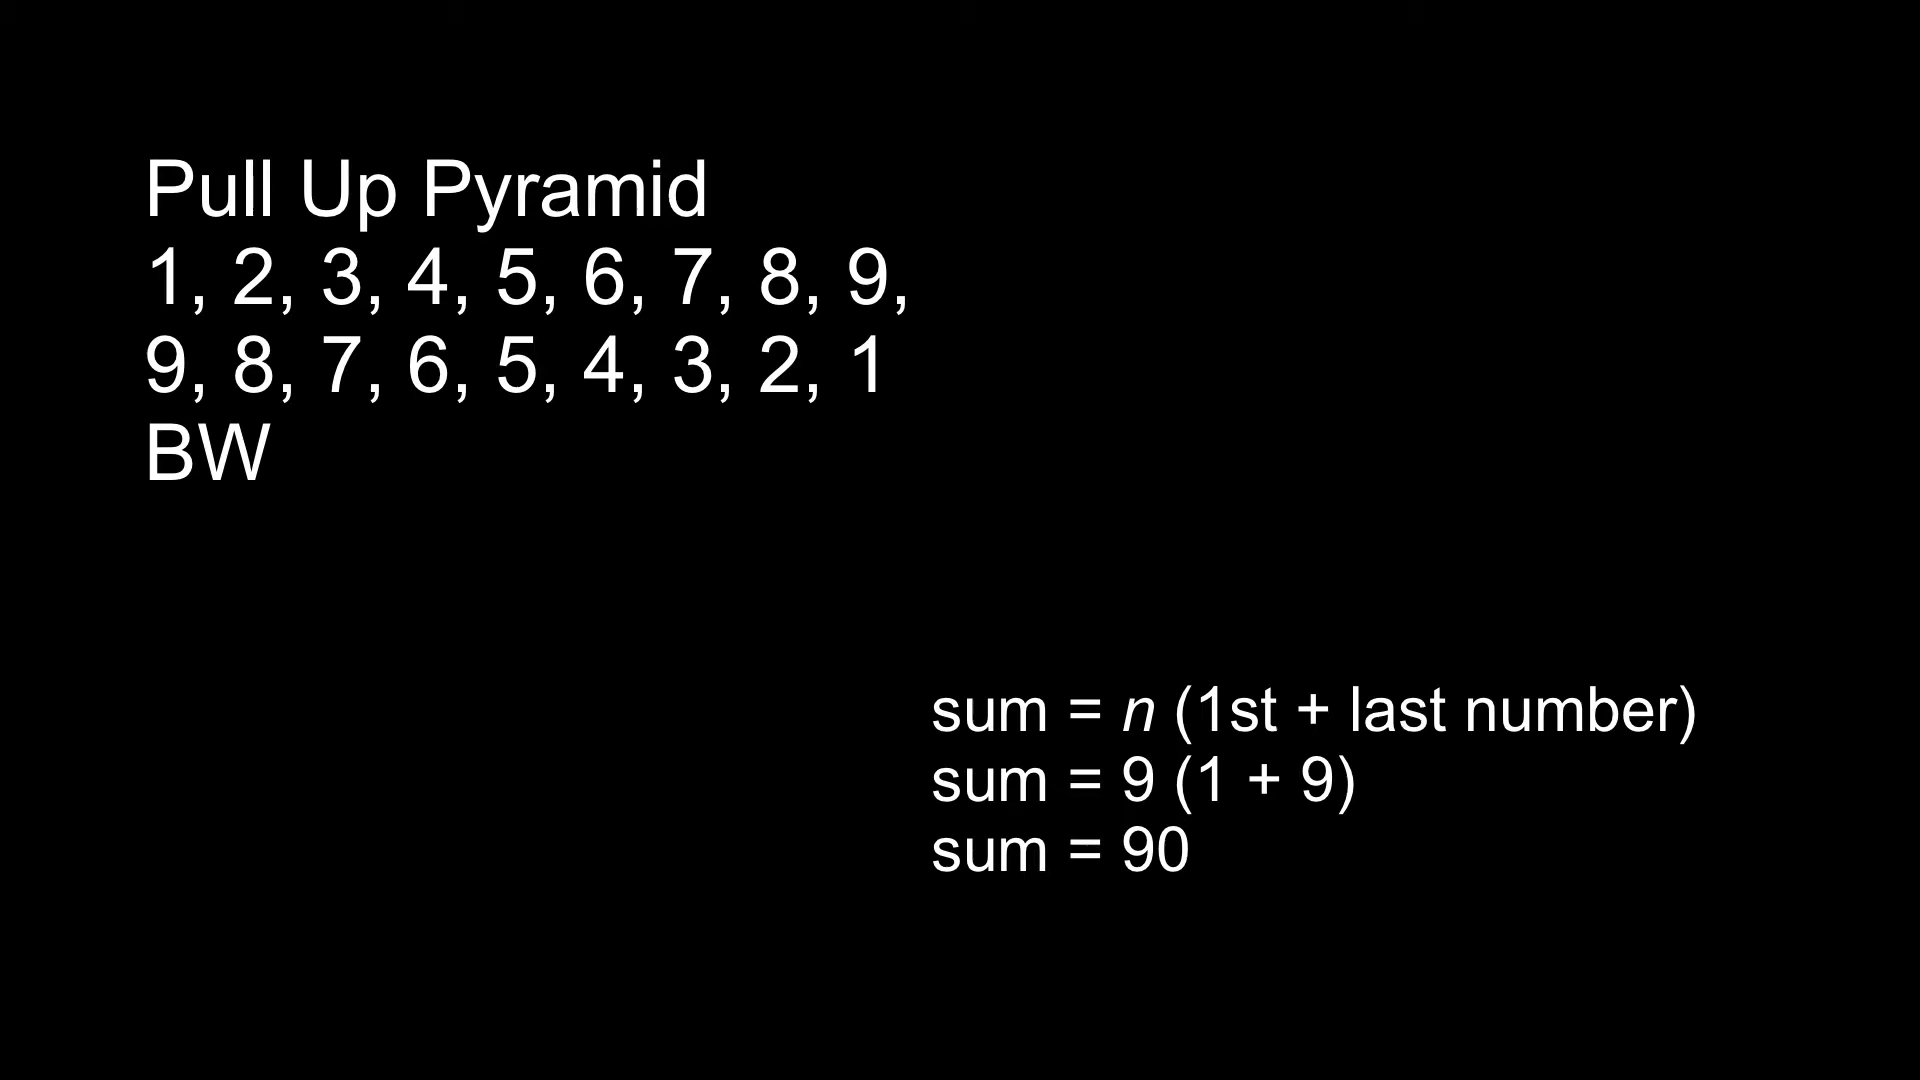 Pull Up Pyramid
1, 2, 3, 4, 5, 6, 7, 8, 9,
9, 8, 7, 6, 5, 4, 3, 2, 1
BW
sum = n (1st + last number)
sum = 9 (1 + 9)
sum = 90